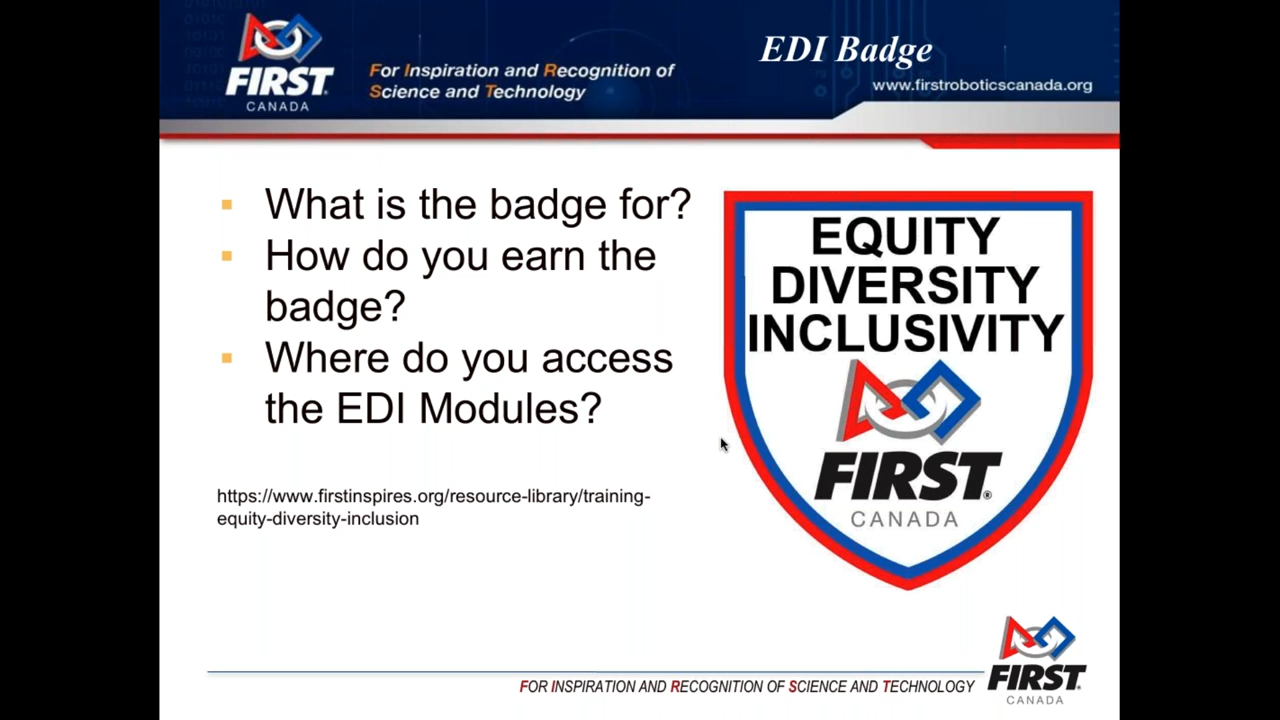 EDI Badge
FIRST®
CANADA
For Inspiration and Recognition of
Science and Technology
www.firstroboticscanada.org
▪ What is the badge for?
▪ How do you earn the
badge?
▪ Where do you access
the EDI Modules?
https://www.firstinspires.org/resource-library/training-
equity-diversity-inclusion
EQUITY
DIVERSITY
INCLUSIVITY
FIRST®
CANADA
FOR INSPIRATION AND RECOGNITION OF SCIENCE AND TECHNOLOGY
FIRST®
CANADA